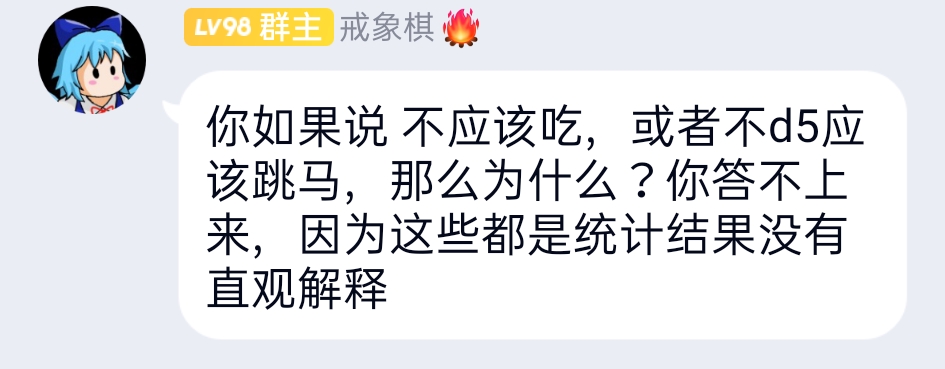 LV98 群主 戒象棋🔥
你如果说 不应该吃，或者不d5应
该跳马，那么为什么？你答不上
来，因为这些都是统计结果没有
直观解释